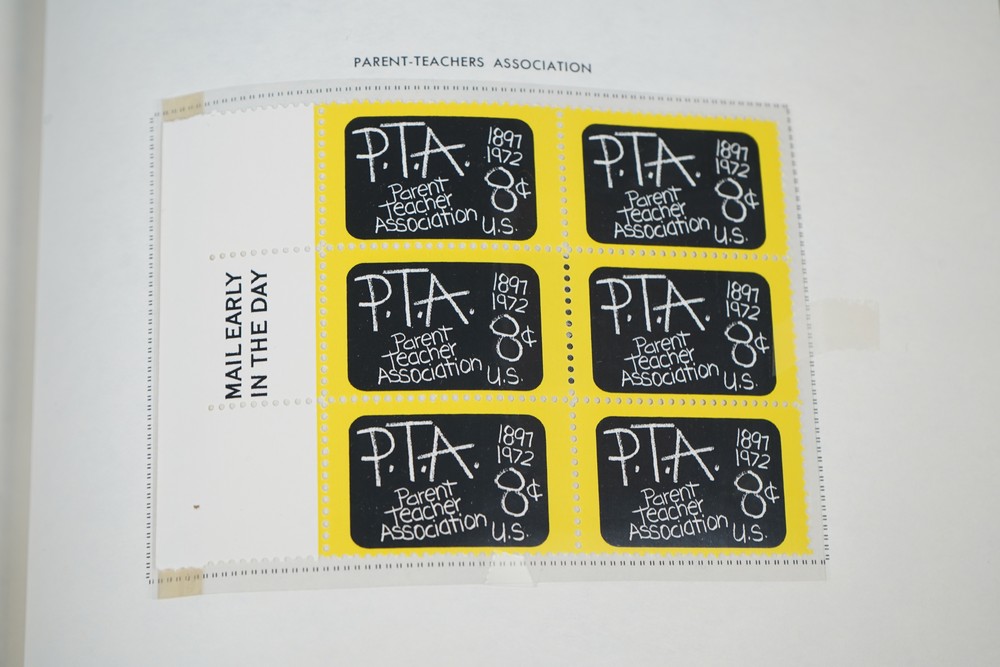 PARENT-TEACHERS ASSOCIATION
MAIL EARLY
IN THE DAY
P.T.A.
1897
1972
8¢
Parent
Teacher
Association
U.S.
P.T.A.
1897
1972
8¢
Parent
Teacher
Association
U.S.
P.T.A.
1897
1972
8¢
Parent
Teacher
Association
U.S.
P.T.A.
1897
1972
8¢
Parent
Teacher
Association
U.S.
P.T.A.
1897
1972
8¢
Parent
Teacher
Association
U.S.
P.T.A.
1897
1972
8¢
Parent
Teacher
Association
U.S.